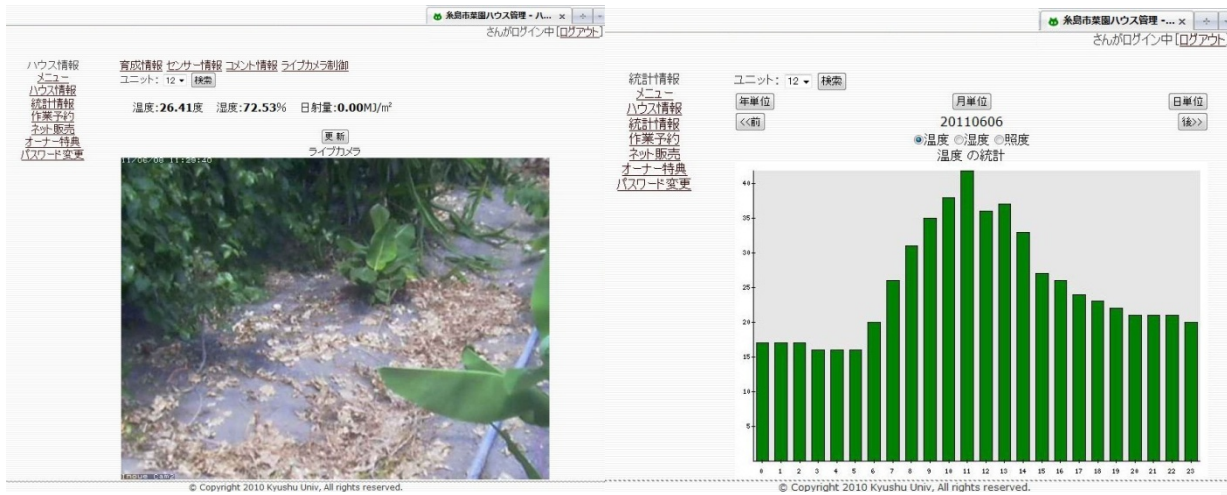 糸島市菜園ハウス管理 - ハ... ×
さんがログイン中 [ログアウト]
ハウス情報
メニュー
ハウス情報
統計情報
作業予約
ネット販売
オーナー特典
パスワード変更
育成情報 センサー情報 コメント情報 ライブカメラ制御
ユニット: 12 検索
温度:26.41度 湿度:72.53% 日射量:0.00MJ/m²
更新
ライブカメラ
© Copyright 2010 Kyushu Univ, All rights reserved.
糸島市菜園ハウス管理 -... ×
さんがログイン中 [ログアウト
統計情報
メニュー
ハウス情報
統計情報
作業予約
ネット販売
オーナー特典
パスワード変更
ユニット: 12 検索
年単位 月単位 日単位
<<前 20110606 後>>
温度 湿度 照度
温度 の統計
40
35
30
25
20
15
10
5
0 1 2 3 4 5 6 7 8 9 10 11 12 13 14 15 16 17 18 19 20 21 22 23
© Copyright 2010 Kyushu Univ, All rights reserved.